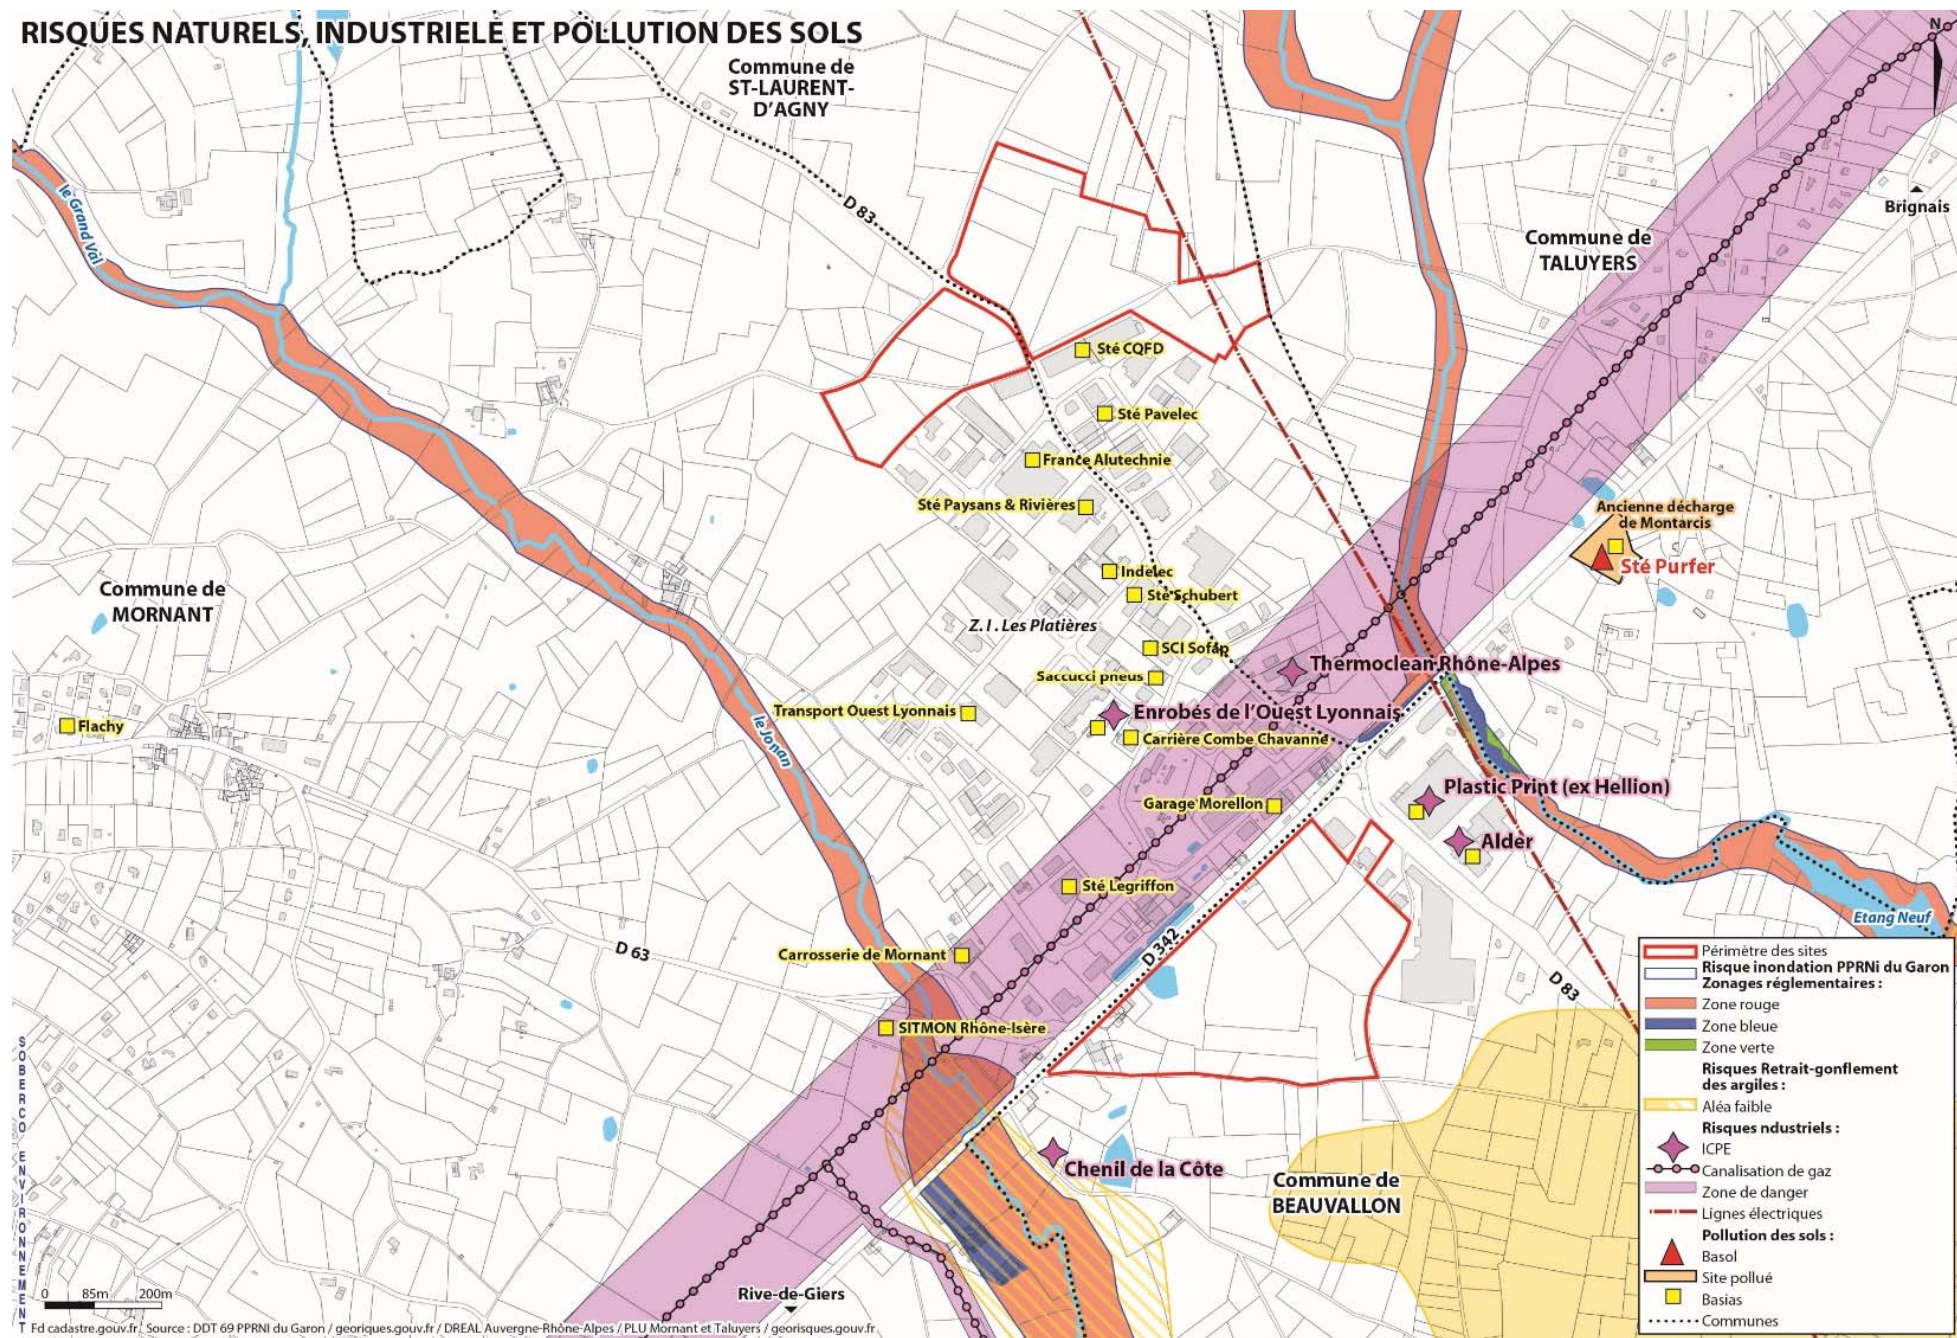 RISQUES NATURELS, INDUSTRIELE ET POLLUTION DES SOLS
N
Commune de
ST-LAURENT-
D'AGNY
le Grand Val
D 83
Brignais
Commune de
TALUYERS
Sté CQFD
Sté Pavelec
France Alutechnie
Sté Paysans & Rivières
Ancienne décharge
de Montarcis
Sté Purfer
Indelec
Sté Schubert
Commune de
MORNANT
Z. I . Les Platières
SCI Sofap
Thermoclean Rhône-Alpes
Saccucci pneus
Transport Ouest Lyonnais
Enrobés de l'Ouest Lyonnais
Flachy
le Jonan
Carrière Combe Chavanne
Plastic Print (ex Hellion)
Garage Morellon
Alder
Sté Legriffon
Etang Neuf
D 342
D 63
Carrosserie de Mornant
D 83
SITMON Rhône-Isère
Chenil de la Côte
Commune de
BEAUVALLON
Rive-de-Giers
Périmètre des sites
Risque inondation PPRNi du Garon
Zonages réglementaires :
Zone rouge
Zone bleue
Zone verte
Risques Retrait-gonflement
des argiles :
Aléa faible
Risques ndustriels :
ICPE
Canalisation de gaz
Zone de danger
Lignes électriques
Pollution des sols :
Basol
Site pollué
Basias
Communes
SOBERCO ENVIRONNEMENT
0 85m 200m
Fd cadastre.gouv.fr / Source : DDT 69 PPRNI du Garon / georiques.gouv.fr / DREAL Auvergne-Rhône-Alpes / PLU Mornant et Taluyers / georisques.gouv.fr